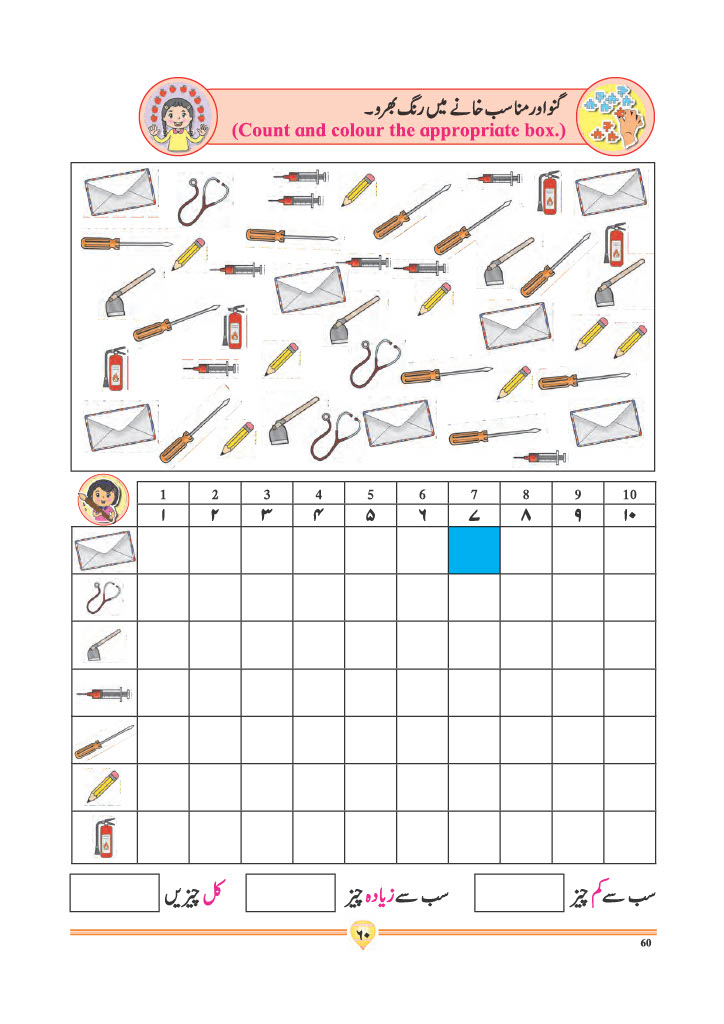 گنو اور مناسب خانے میں رنگ بھرو۔
(Count and colour the appropriate box.)
1 2 3 4 5 6 7 8 9 10
۱ ۲ ۳ ۴ ۵ ۶ ۷ ۸ ۹ ۱۰
سب سے کم چیز
سب سے زیادہ چیز
کل چیزیں
۶۰
60